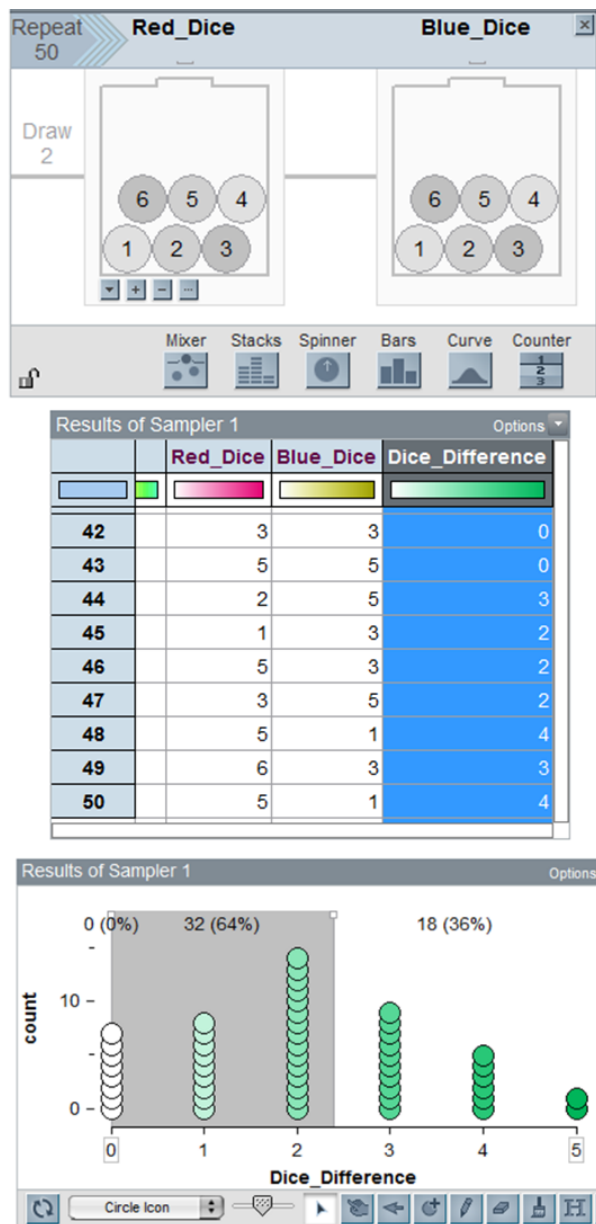 Repeat 50
Red_Dice
Blue_Dice
Draw 2
6 5 4
1 2 3
6 5 4
1 2 3
Mixer Stacks Spinner Bars Curve Counter
1
2
3
Results of Sampler 1 Options
Red_Dice Blue_Dice Dice_Difference
42 3 3 0
43 5 5 0
44 2 5 3
45 1 3 2
46 5 3 2
47 3 5 2
48 5 1 4
49 6 3 3
50 5 1 4
Results of Sampler 1 Options
0 (0%) 32 (64%) 18 (36%)
count
10
0
0 1 2 3 4 5
Dice_Difference
Circle Icon